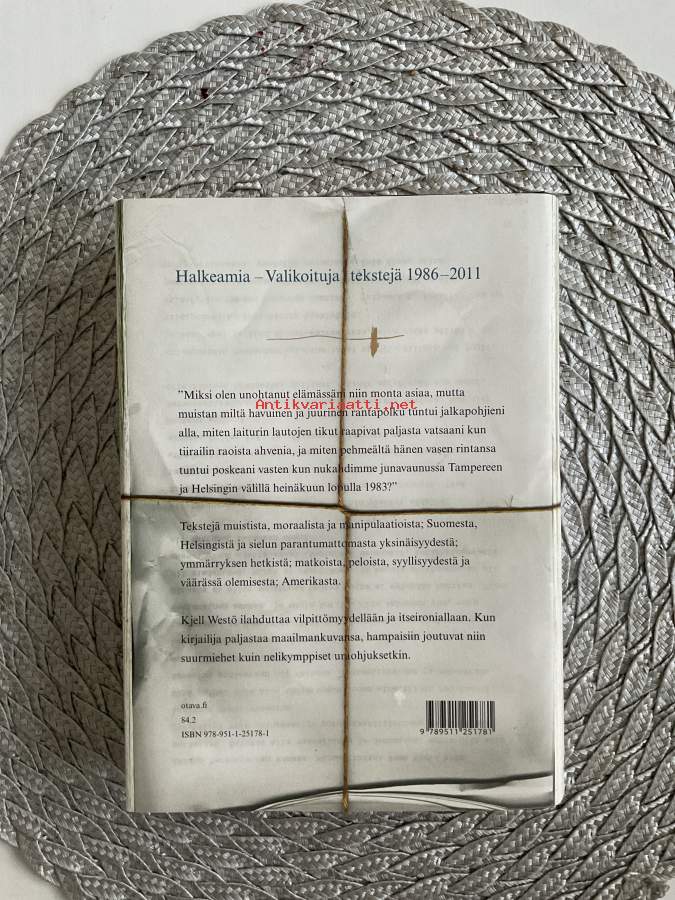 Halkeamia – Valikoituja tekstejä 1986–2011
”Miksi olen unohtanut elämässäni niin monta asiaa, mutta
Antikvariaatti.net
muistan miltä havuinen ja juurinen rantapolku tuntui jalkapohjieni
alla, miten laiturin lautojen tikut raapivat paljasta vatsaani kun
tiirailin raoista ahvenia, ja miten pehmeältä hänen vasen rintansa
tuntui poskeani vasten kun nukahdimme junavaunussa Tampereen
ja Helsingin välillä heinäkuun lopulla 1983?”
Tekstejä muistista, moraalista ja manipulaatioista; Suomesta,
Helsingistä ja sielun parantumattomasta yksinäisyydestä;
ymmärryksen hetkistä; matkoista, peloista, syyllisyydestä ja
väärässä olemisesta; Amerikasta.
Kjell Westö ilahduttaa vilpittömyydellään ja itseironiallaan. Kun
kirjailija paljastaa maailmankuvansa, hampaisiin joutuvat niin
suurmiehet kuin nelikymppiset uraohjuksetkin.
otava.fi
84.2
ISBN 978-951-1-25178-1
9 789511 251781